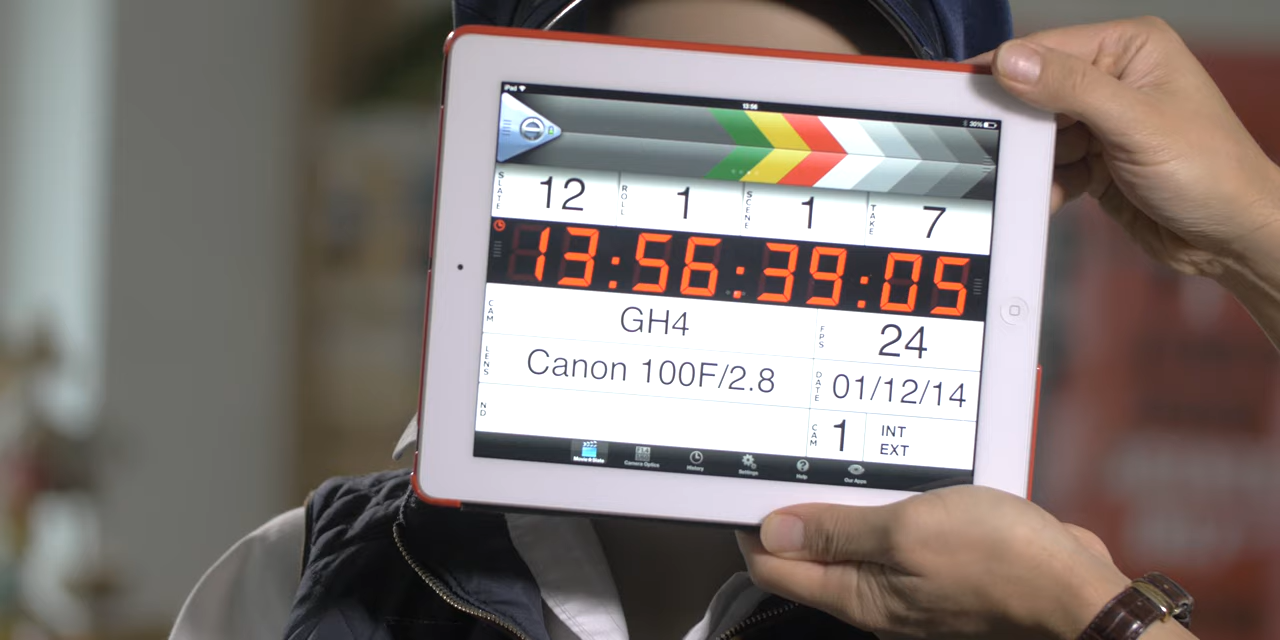 iPad 13:56 30%
SLATE 12 ROLL 1 SCENE 1 TAKE 7
13:56:39:05
CAM GH4 FPS 24
LENS Canon 100F/2.8 DATE 01/12/14
ND CAM 1 INT
EXT
Movie★Slate Camera Optics History Settings Help Our Apps